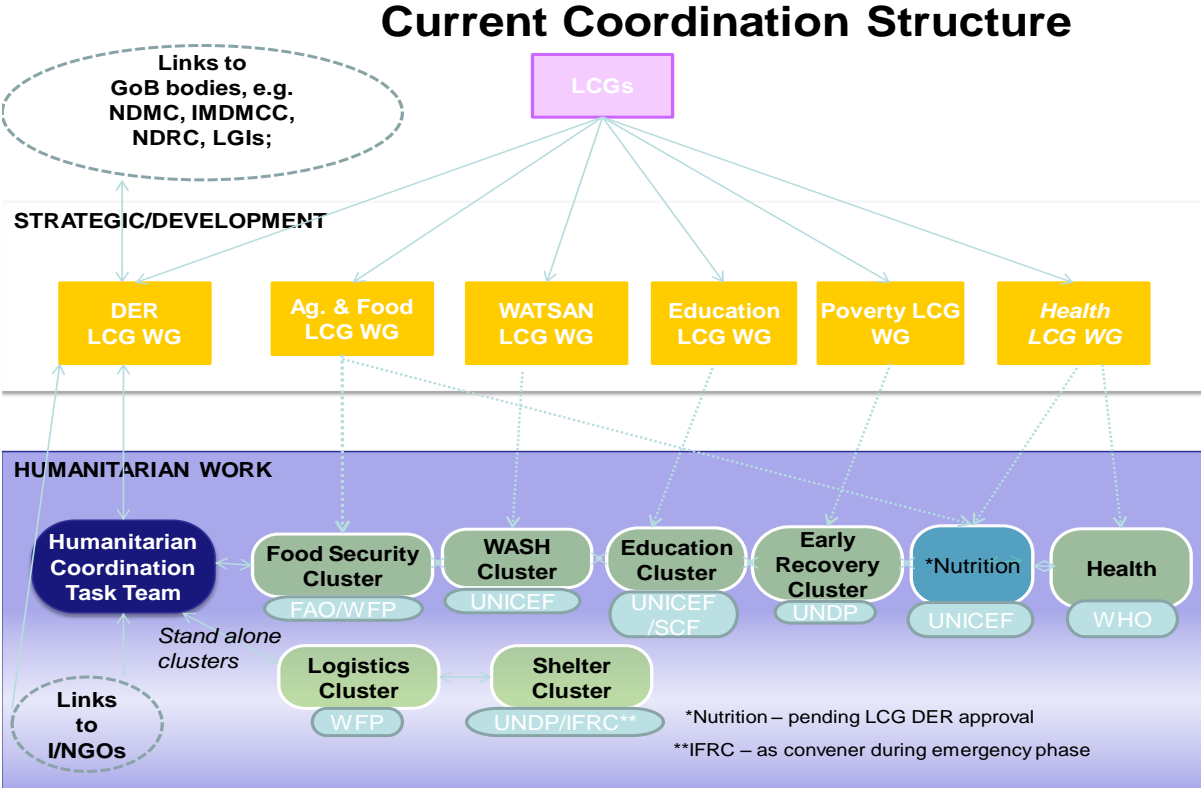 Current Coordination Structure
Links to
GoB bodies, e.g.
NDMC, IMDMCC,
NDRC, LGIs;
LCGs
STRATEGIC/DEVELOPMENT
DER
LCG WG
Ag. & Food
LCG WG
WATSAN
LCG WG
Education
LCG WG
Poverty LCG
WG
Health
LCG WG
HUMANITARIAN WORK
Humanitarian
Coordination
Task Team
Food Security
Cluster
FAO/WFP
WASH
Cluster
UNICEF
Education
Cluster
UNICEF
/SCF
Early
Recovery
Cluster
UNDP
*Nutrition
UNICEF
Health
WHO
Stand alone
clusters
Logistics
Cluster
WFP
Shelter
Cluster
UNDP/IFRC**
Links
to
I/NGOs
*Nutrition – pending LCG DER approval
**IFRC – as convener during emergency phase